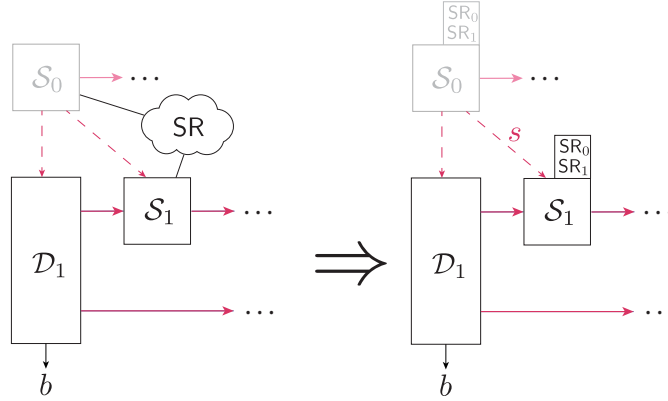 SR₀
SR₁
𝒮₀ ⋯
𝒮₀ ⋯
SR
s
SR₀
SR₁
𝒮₁ ⋯
𝒮₁ ··
⇒
𝒟₁
𝒟₁
⋯
··
b
b